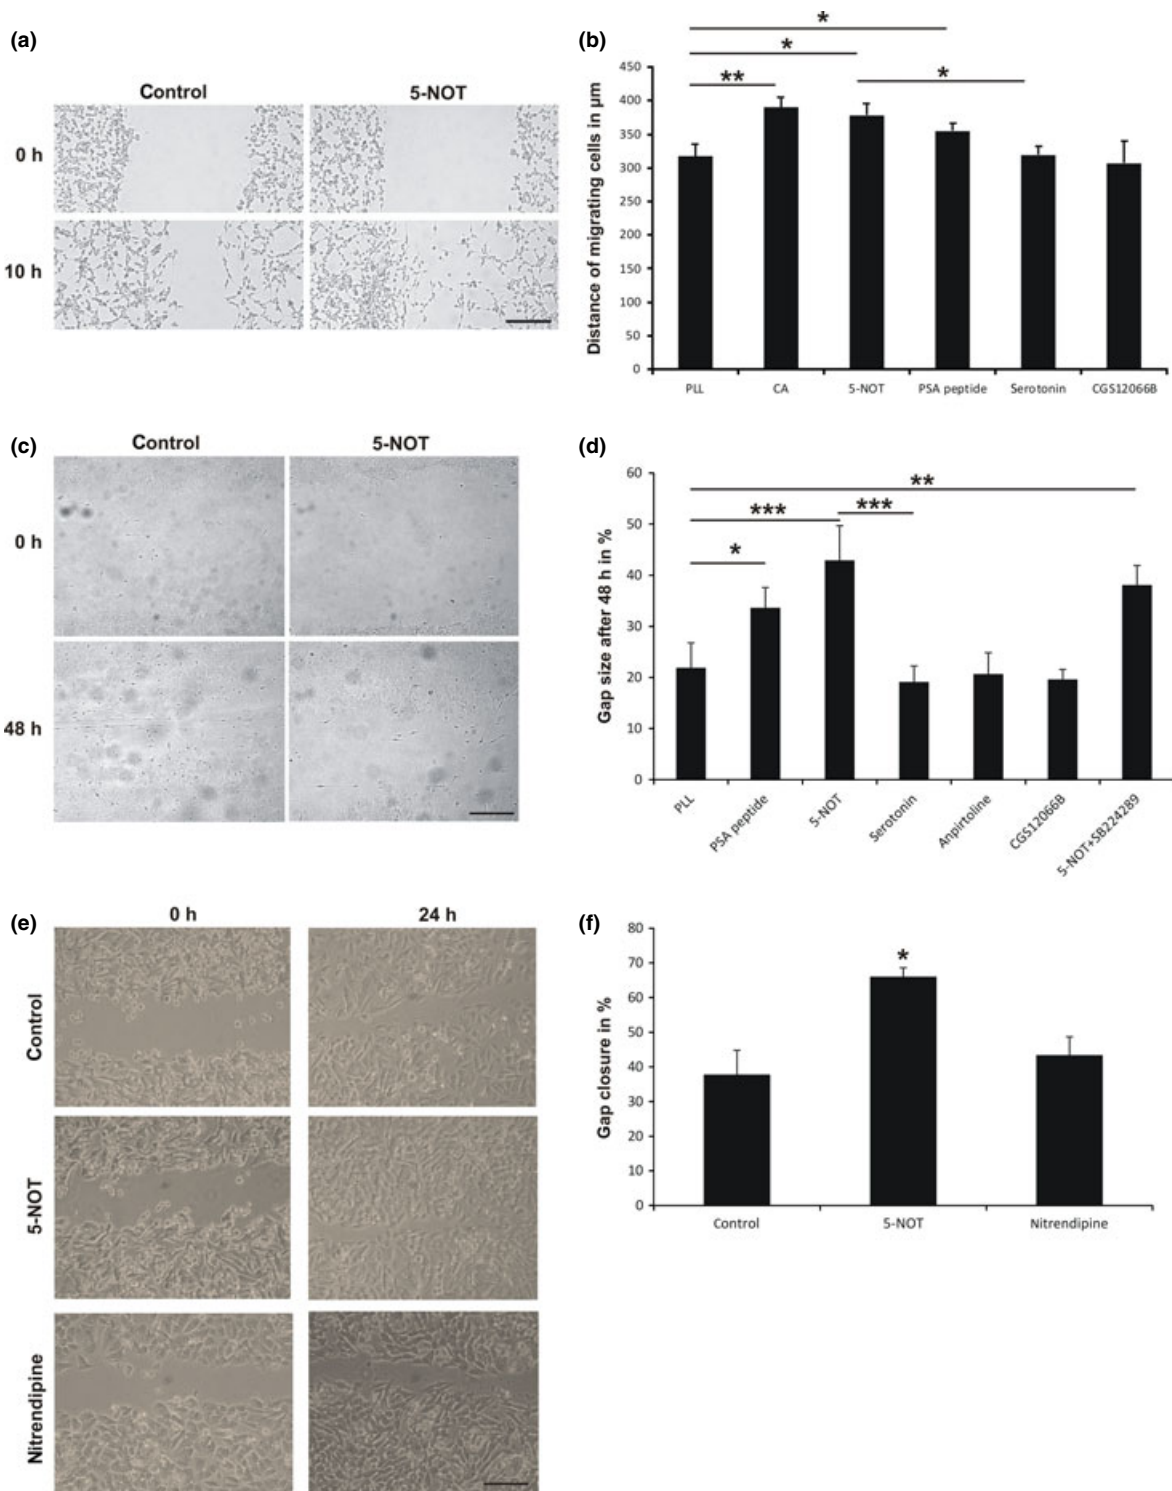 (a)
Control 5-NOT
0 h
10 h
(b)
Distance of migrating cells in µm
450
400
350
300
250
200
150
100
50
0
*
*
** *
PLL CA 5-NOT PSA peptide Serotonin CGS12066B
(c)
Control 5-NOT
0 h
48 h
(d)
Gap size after 48 h in %
60
50
40
30
20
10
0
**
*** ***
*
PLL
PSA peptide
5-NOT
Serotonin
Anpirtoline
CGS12066B
5-NOT+SB224289
(e)
0 h 24 h
Control
5-NOT
Nitrendipine
(f)
Gap closure in %
80
70
60
50
40
30
20
10
0
*
Control 5-NOT Nitrendipine